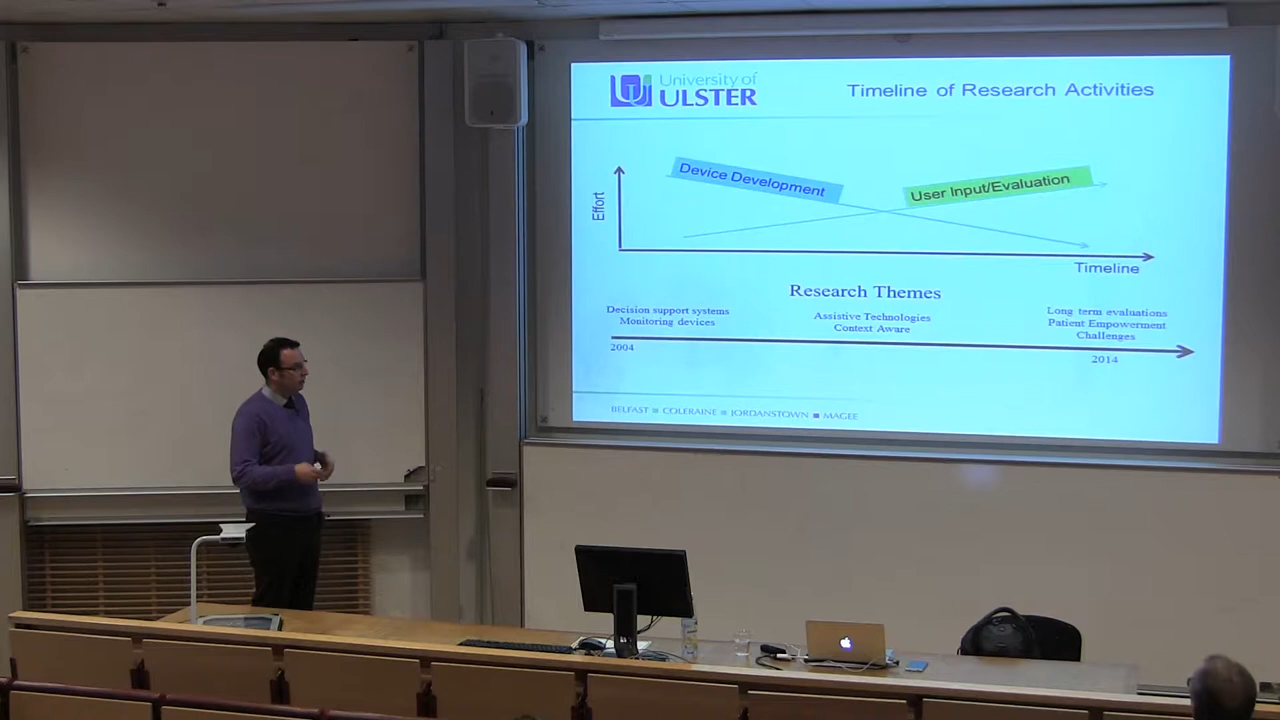 University of
ULSTER
Timeline of Research Activities
Device Development
User Input/Evaluation
Effort
Timeline
Research Themes
Decision support systems
Monitoring devices
Assistive Technologies
Context Aware
Long term evaluations
Patient Empowerment
Challenges
2004
2014
BELFAST ■ COLERAINE ■ JORDANSTOWN ■ MAGEE